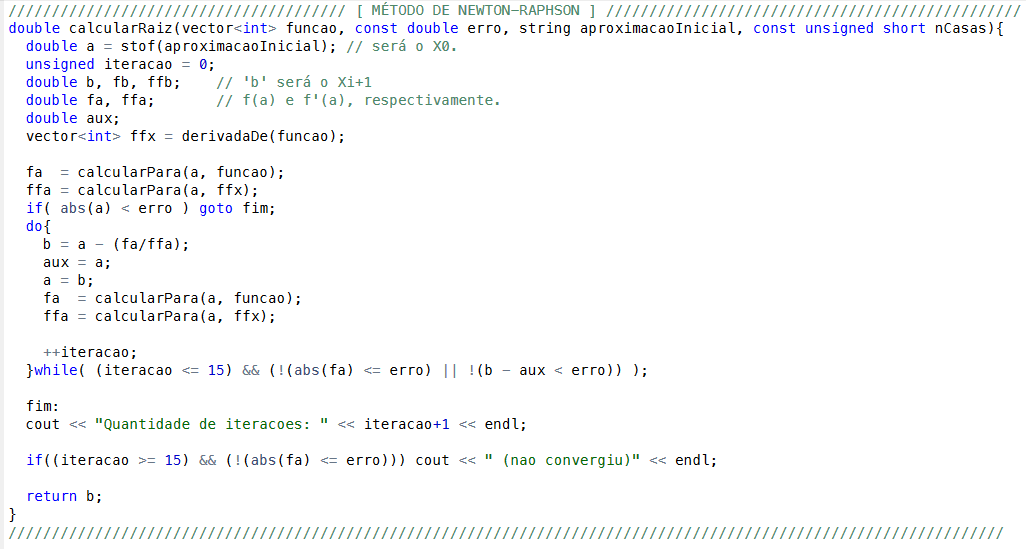 /////////////////////////////////////// [ MÉTODO DE NEWTON-RAPHSON ] ////////////////////////////////////////////////
double calcularRaiz(vector<int> funcao, const double erro, string aproximacaoInicial, const unsigned short nCasas){
  double a = stof(aproximacaoInicial); // será o X0.
  unsigned iteracao = 0;
  double b, fb, ffb;    // 'b' será o Xi+1
  double fa, ffa;       // f(a) e f'(a), respectivamente.
  double aux;
  vector<int> ffx = derivadaDe(funcao);

  fa  = calcularPara(a, funcao);
  ffa = calcularPara(a, ffx);
  if( abs(a) < erro ) goto fim;
  do{
    b = a - (fa/ffa);
    aux = a;
    a = b;
    fa  = calcularPara(a, funcao);
    ffa = calcularPara(a, ffx);

    ++iteracao;
  }while( (iteracao <= 15) && (!(abs(fa) <= erro) || !(b - aux < erro)) );

  fim:
  cout << "Quantidade de iteracoes: " << iteracao+1 << endl;

  if((iteracao >= 15) && (!(abs(fa) <= erro))) cout << " (nao convergiu)" << endl;

  return b;
}
///////////////////////////////////////////////////////////////////////////////////////////////////////////////////